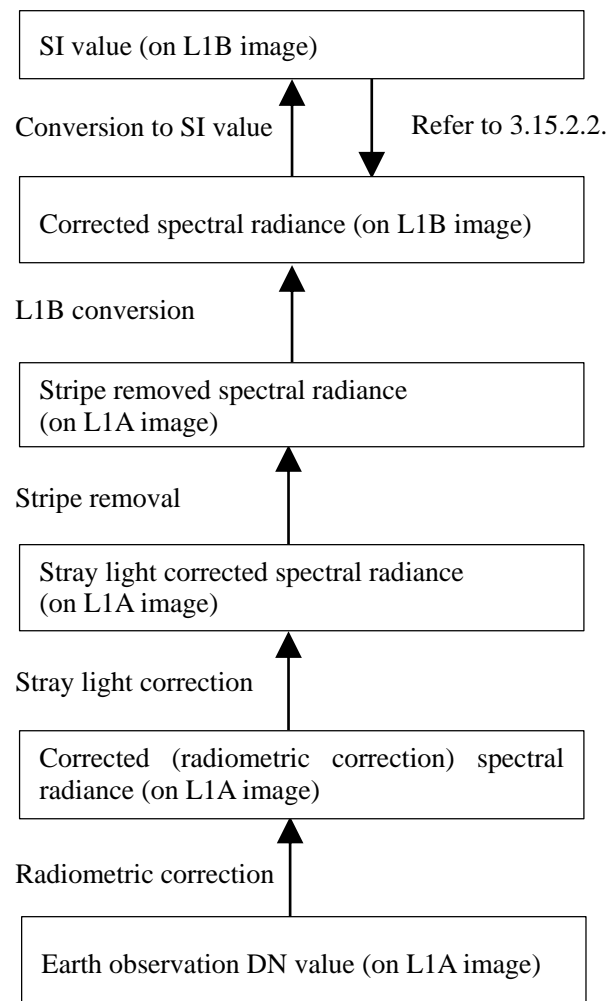 SI value (on L1B image)
Conversion to SI value
Refer to 3.15.2.2.
Corrected spectral radiance (on L1B image)
L1B conversion
Stripe removed spectral radiance
(on L1A image)
Stripe removal
Stray light corrected spectral radiance
(on L1A image)
Stray light correction
Corrected (radiometric correction) spectral
radiance (on L1A image)
Radiometric correction
Earth observation DN value (on L1A image)